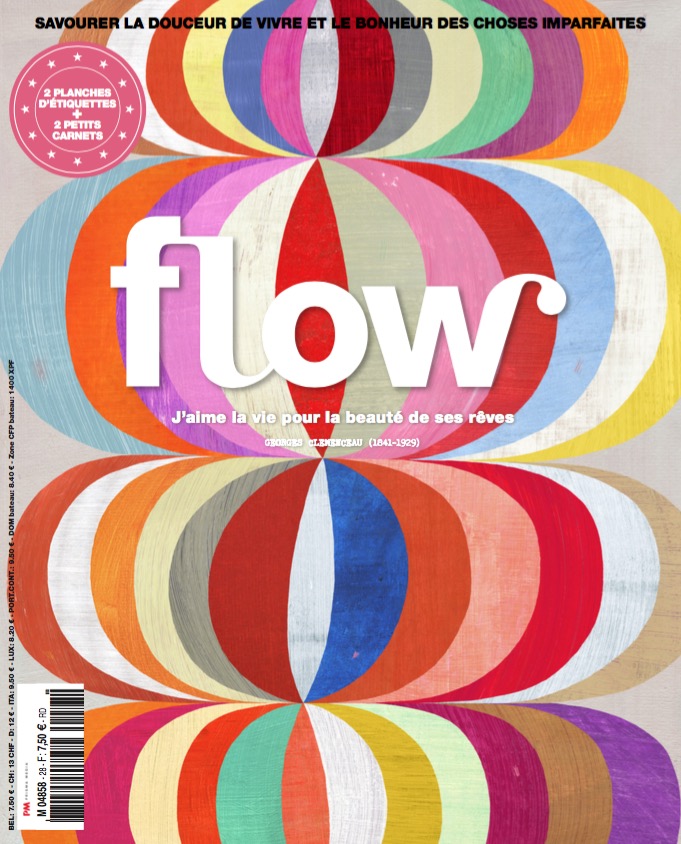 SAVOURER LA DOUCEUR DE VIVRE ET LE BONHEUR DES CHOSES IMPARFAITES
2 PLANCHES
D'ÉTIQUETTES
+
2 PETITS
CARNETS
flow
J'aime la vie pour la beauté de ses rêves
GEORGES CLEMENCEAU (1841-1929)
BEL: 7.50 € - CH: 13 CHF - D: 12 € - ITA: 9.50 € - LUX: 8.20 € - PORT.CONT.: 9.50 € - DOM bateau: 8.40 € - Zone CFP bateau: 1400 XPF
PM PRISMA MEDIA
M 04858 - 28 - F: 7,50 € - RD